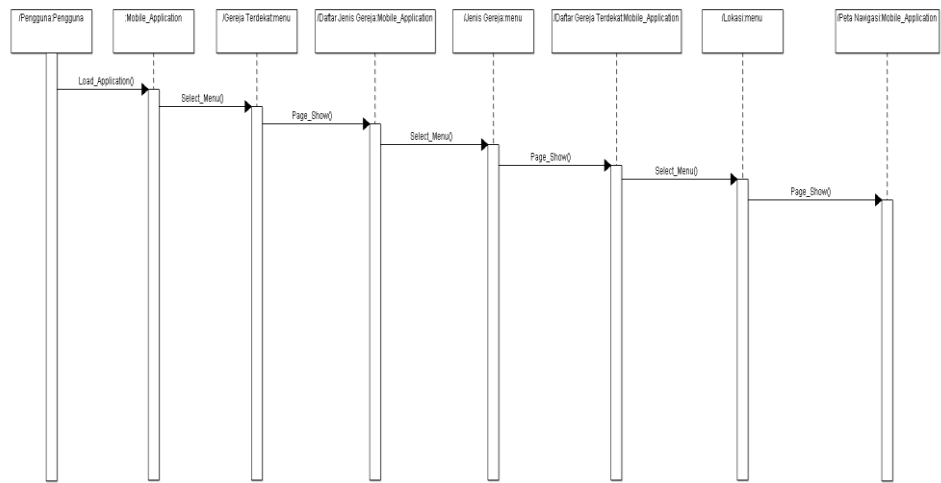 /Pengguna:Pengguna
:Mobile_Application
/Gereja Terdekat:menu
/Daftar Jenis Gereja:Mobile_Application
/Jenis Gereja:menu
/Daftar Gereja Terdekat:Mobile_Application
/Lokasi:menu
/Peta Navigasi:Mobile_Application
Load_Application()
Select_Menu()
Page_Show()
Select_Menu()
Page_Show()
Select_Menu()
Page_Show()